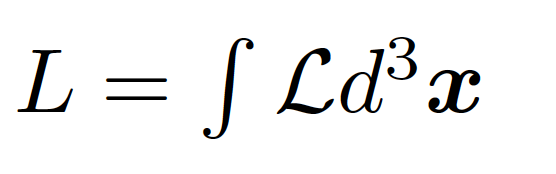 L = ∫ ℒd³𝒙